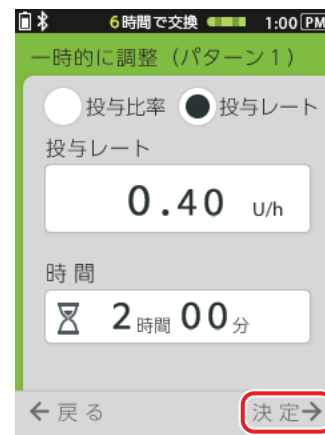 6時間で交換 1:00 PM
一時的に調整（パターン1）
投与比率 投与レート
投与レート
0.40 U/h
時間
2時間00分
←戻る 決定→